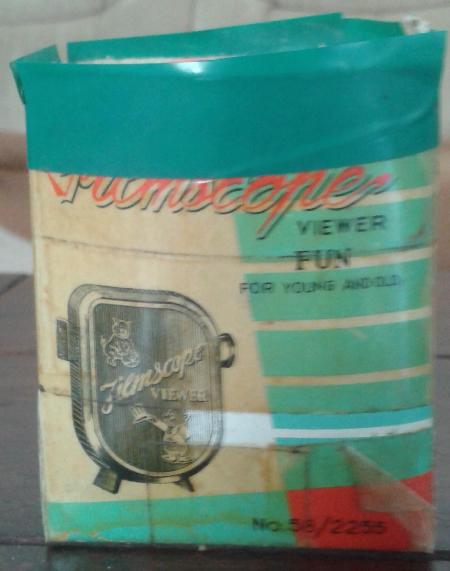 Filmscope
VIEWER
FUN
FOR YOUNG AND OLD
Filmscope
VIEWER
No. 58/2255